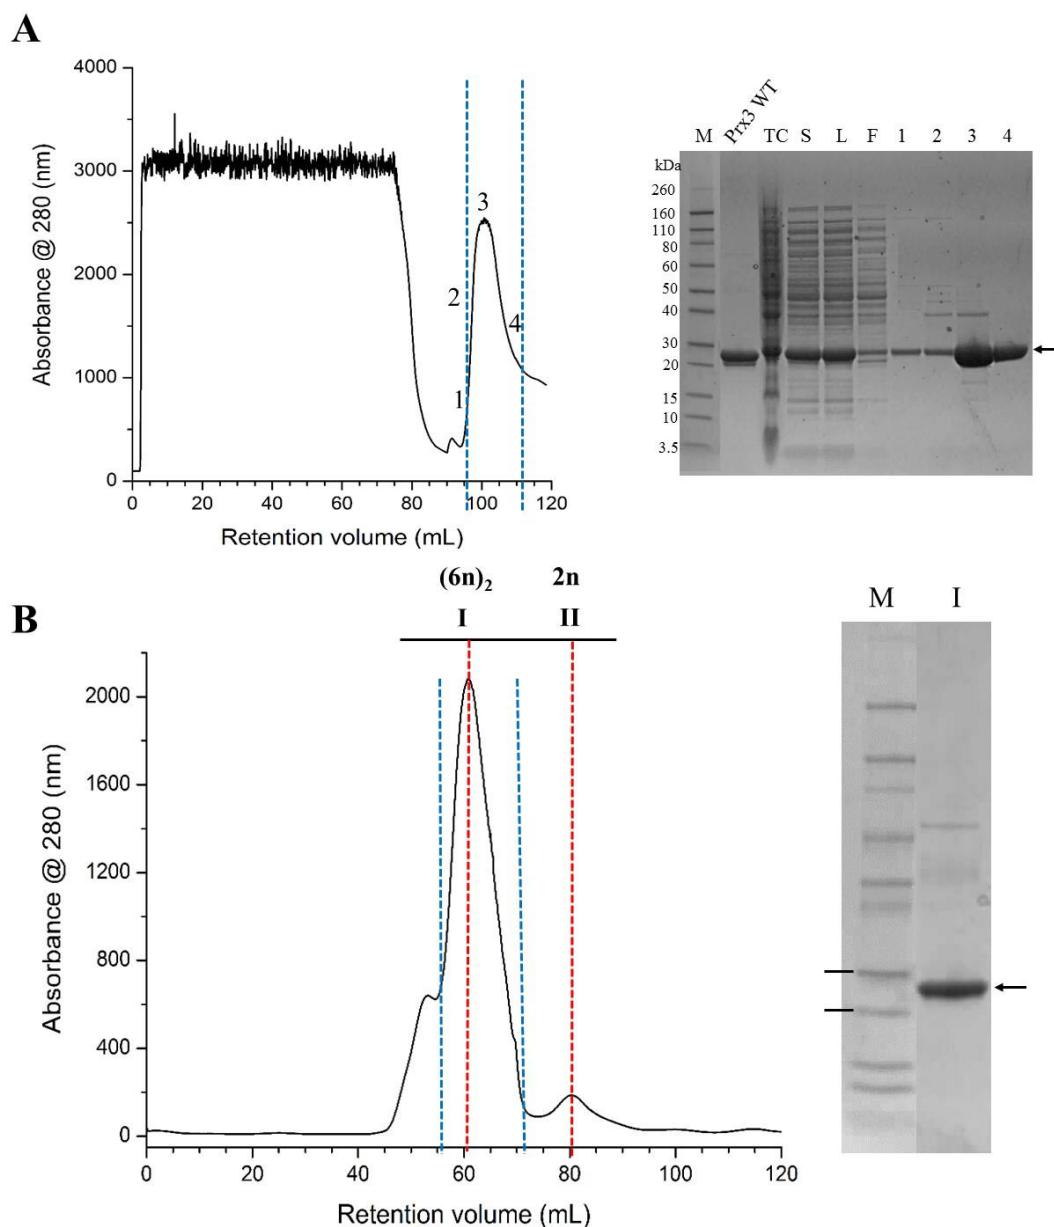 A
4000
3000
2000
1000
0
Absorbance @ 280 (nm)
1
2
3
4
0 20 40 60 80 100 120
Retention volume (mL)
M Prx3 WT TC S L F 1 2 3 4
kDa
260
160
110
80
60
50
40
30
20
15
10
3.5
B
(6n)₂ 2n
I II
2000
1600
1200
800
400
0
Absorbance @ 280 (nm)
0 20 40 60 80 100 120
Retention volume (mL)
M I